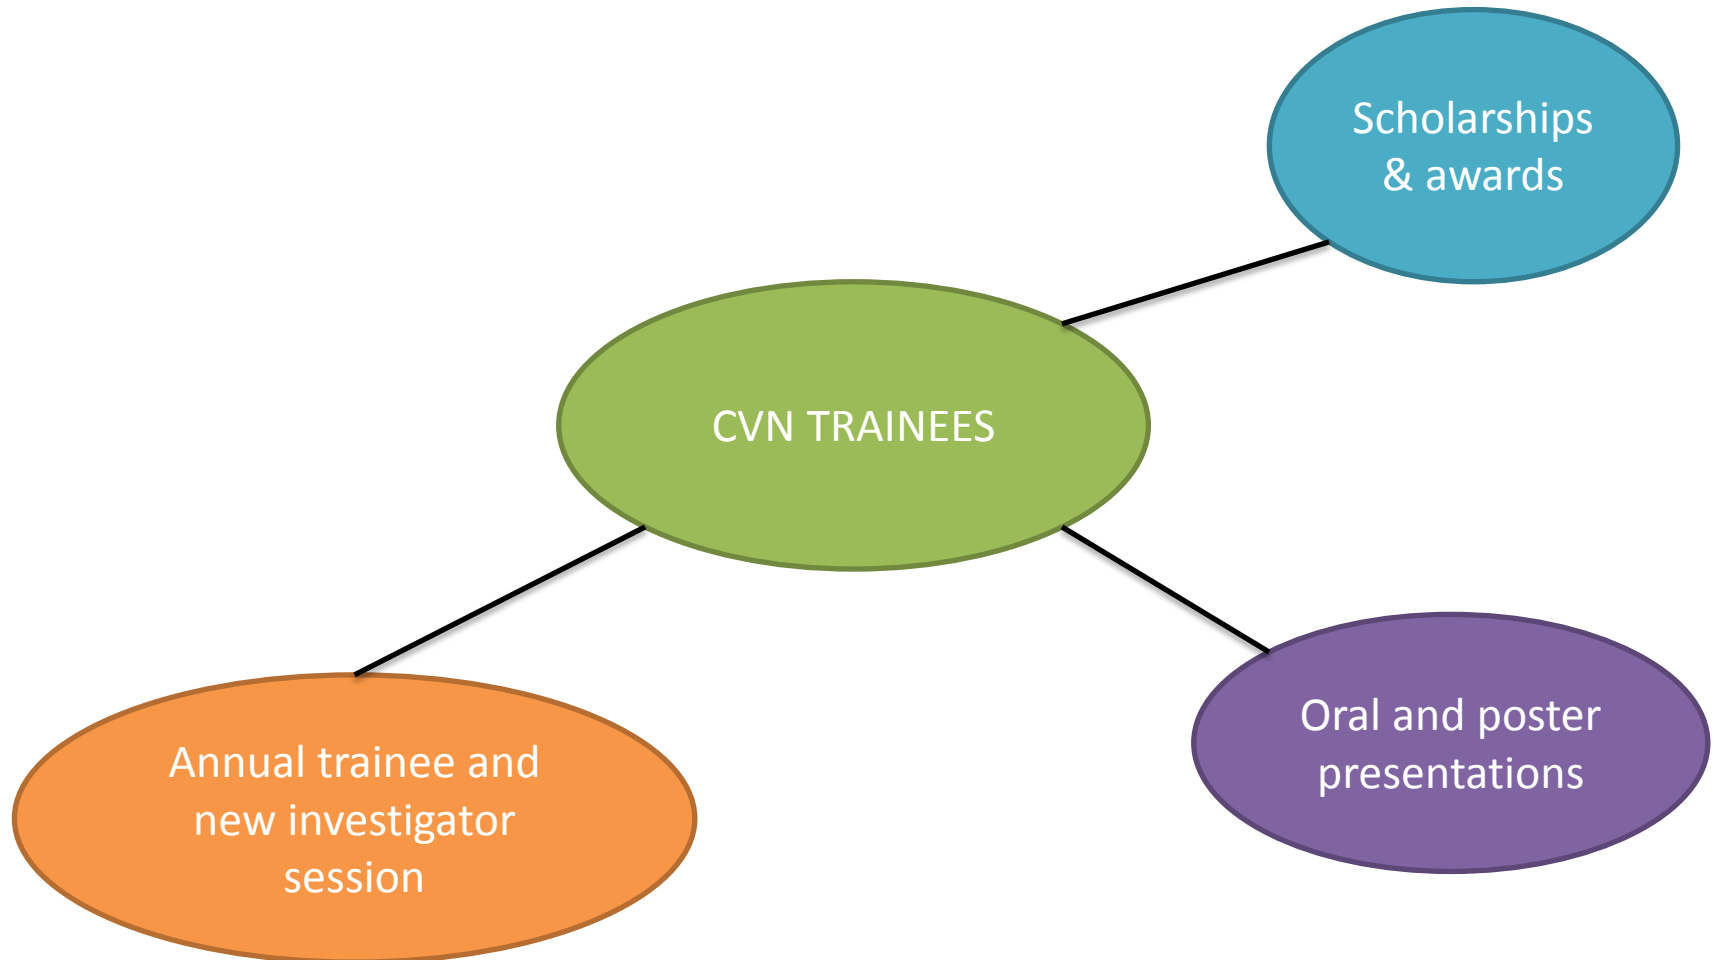 Scholarships
& awards
CVN TRAINEES
Oral and poster
presentations
Annual trainee and
new investigator
session